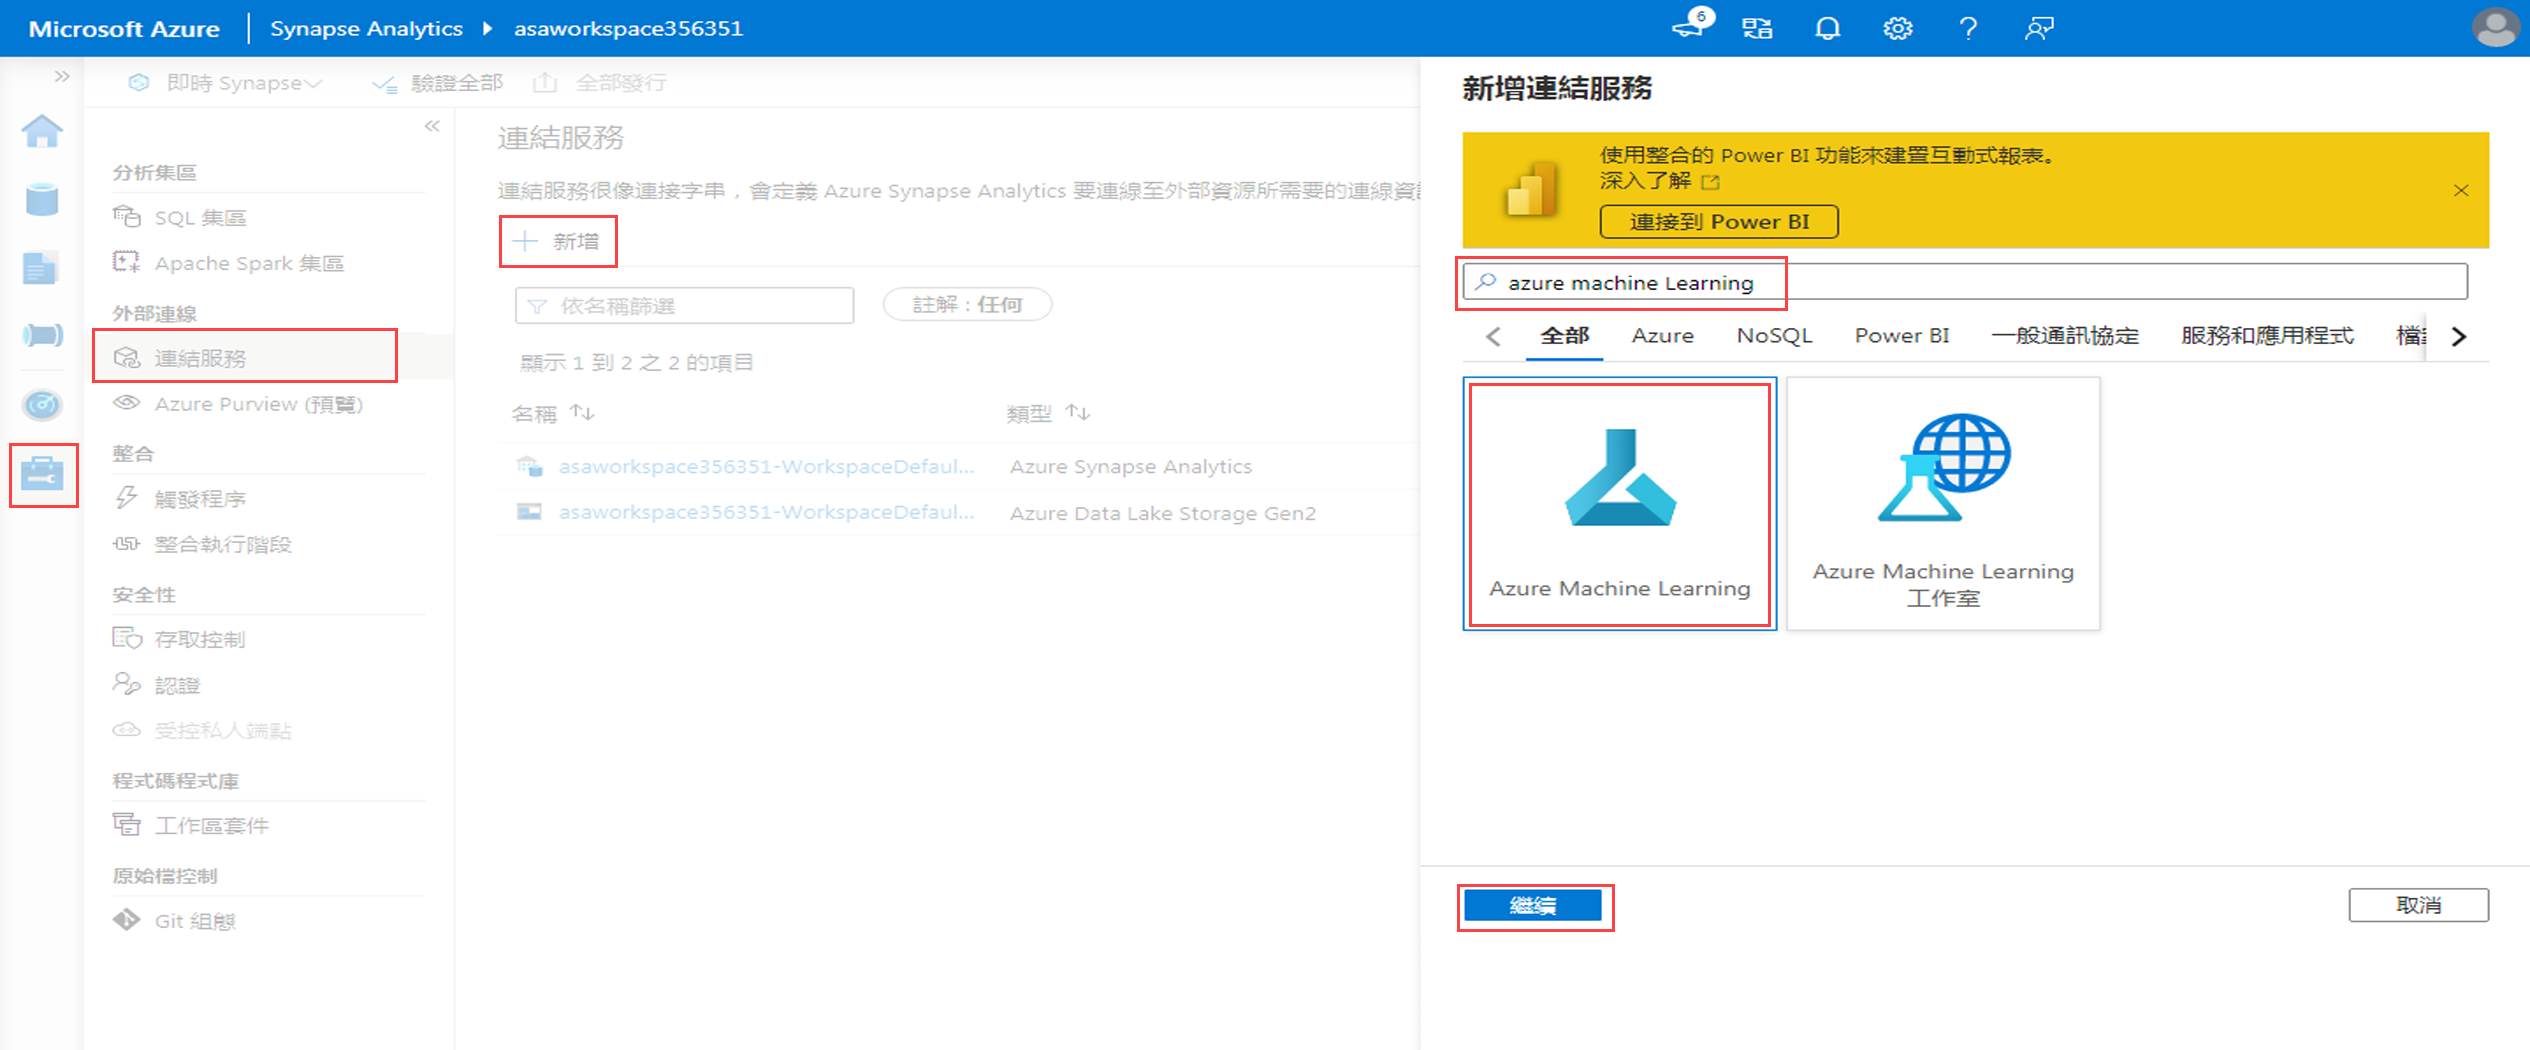 Microsoft Azure
Synapse Analytics
asaworkspace356351
6
即時 Synapse
驗證全部
全部發行
分析集區
SQL 集區
Apache Spark 集區
外部連線
連結服務
Azure Purview (預覽)
整合
觸發程序
整合執行階段
安全性
存取控制
認證
受控私人端點
程式碼程式庫
工作區套件
原始檔控制
Git 組態
連結服務
連結服務很像連接字串，會定義 Azure Synapse Analytics 要連線至外部資源所需要的連線資
新增
依名稱篩選
註解 : 任何
顯示 1 到 2 之 2 的項目
名稱
類型
asaworkspace356351-WorkspaceDefaul...
Azure Synapse Analytics
asaworkspace356351-WorkspaceDefaul...
Azure Data Lake Storage Gen2
新增連結服務
使用整合的 Power BI 功能來建置互動式報表。
深入了解
連接到 Power BI
azure machine Learning
全部
Azure
NoSQL
Power BI
一般通訊協定
服務和應用程式
Azure Machine Learning
Azure Machine Learning
工作室
繼續
取消